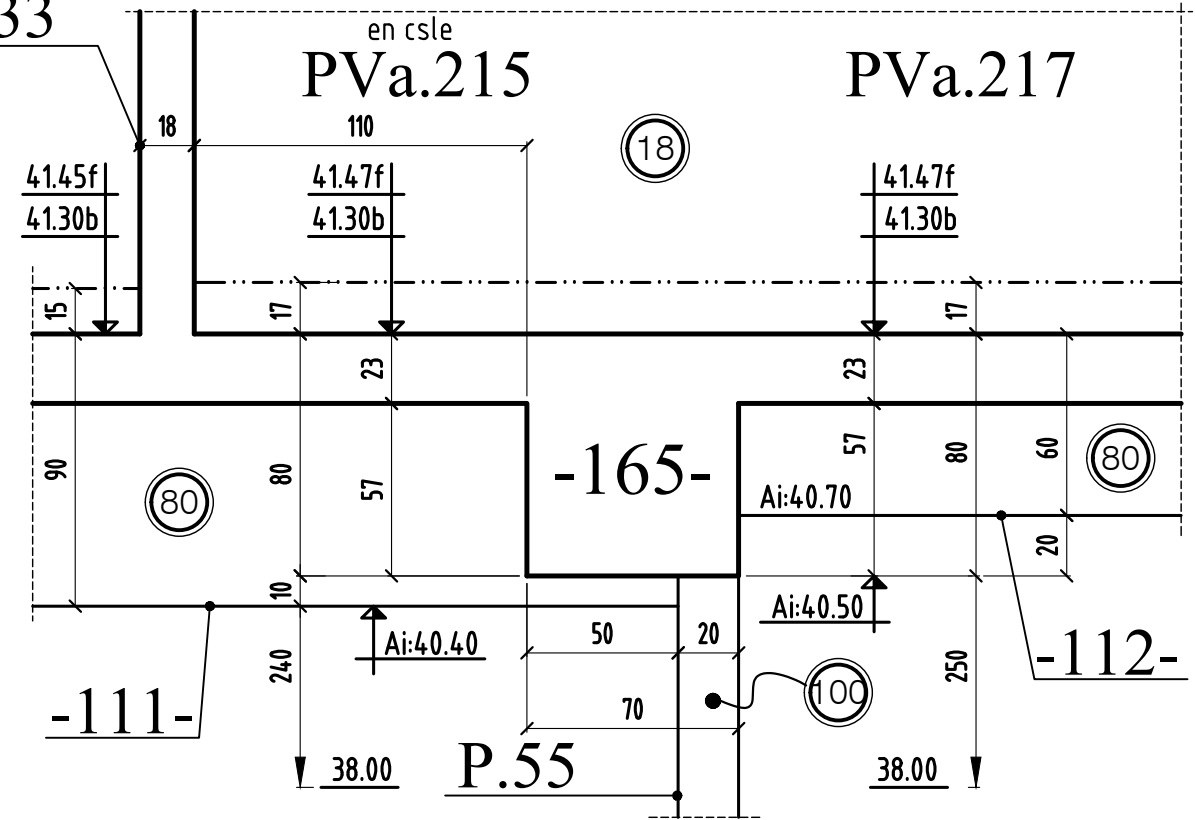 33
en csle
PVa.215
PVa.217
18
110
18
41.45f
41.30b
41.47f
41.30b
41.47f
41.30b
15
17
17
23
23
90
80
57
-165-
57
80
60
80
80
Ai:40.70
20
10
Ai:40.50
Ai:40.40
50
20
240
250
-112-
100
-111-
70
38.00
P.55
38.00